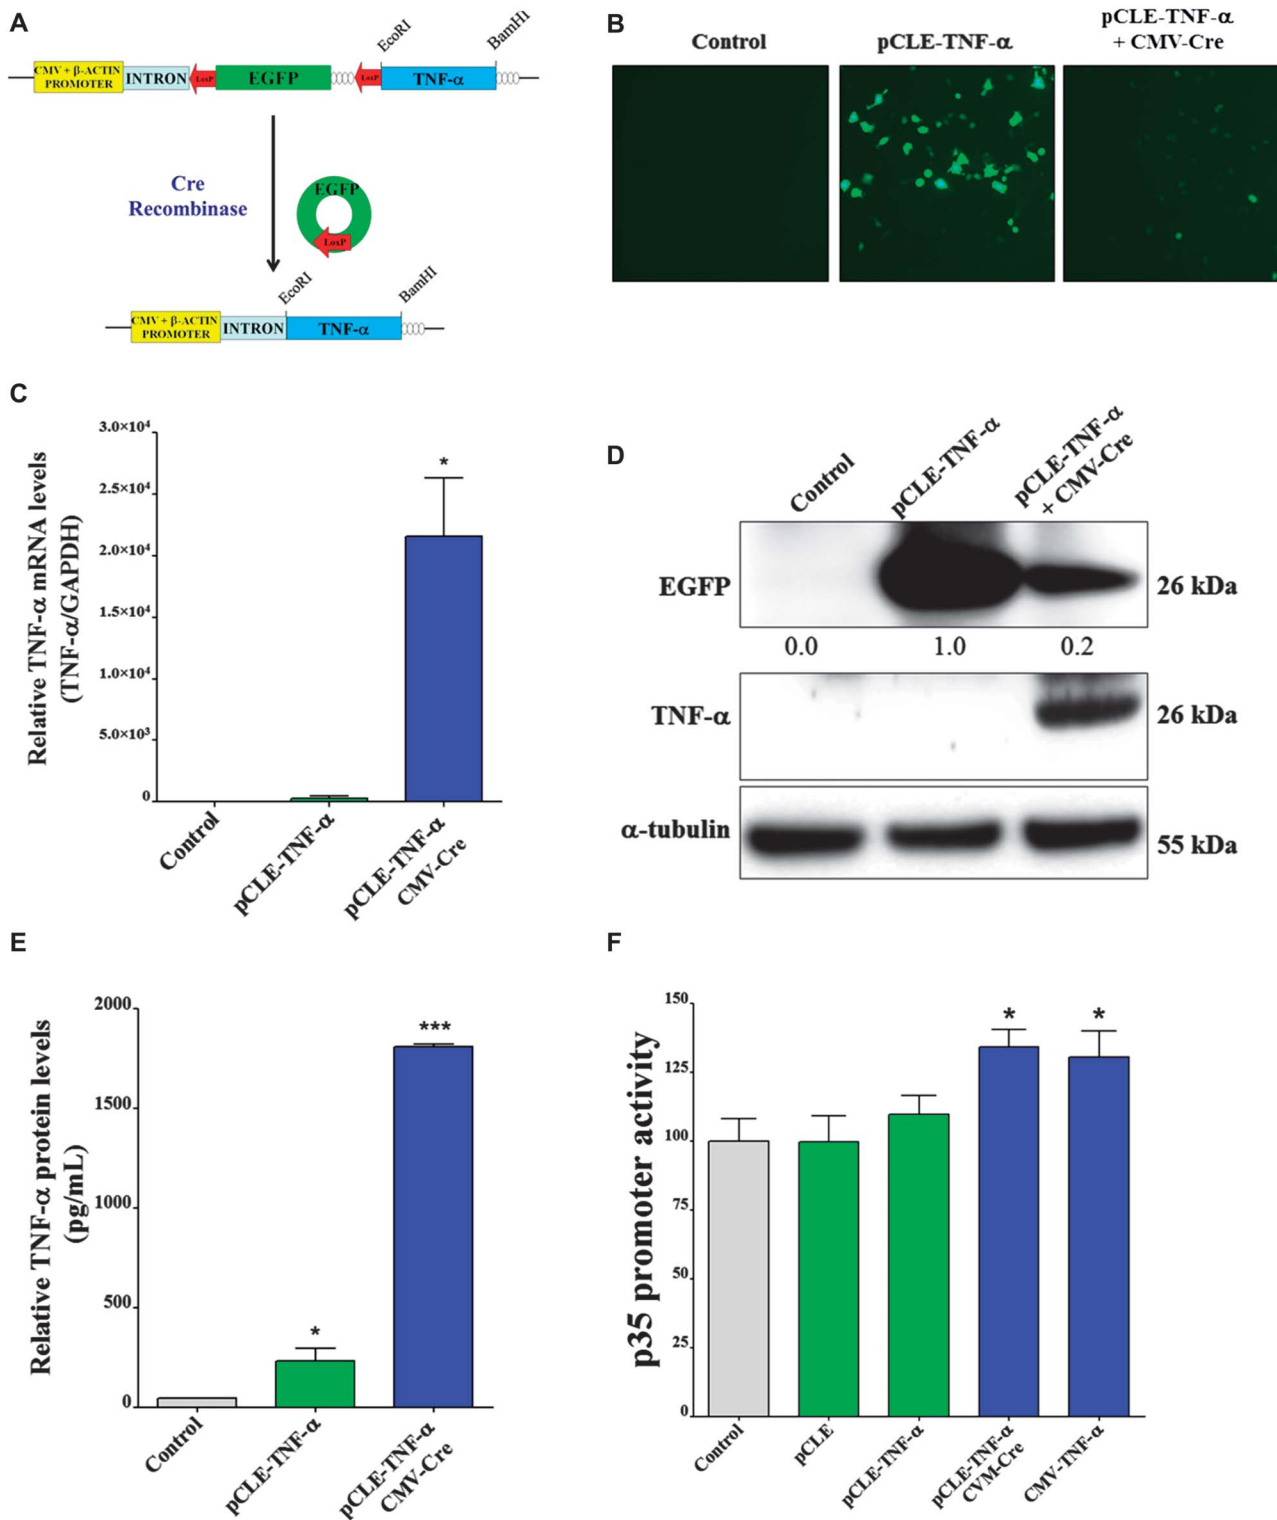 A
EcoRI
BamHI
CMV + β-ACTIN
PROMOTER
INTRON
LoxP
EGFP
LoxP
TNF-α
Cre
Recombinase
EGFP
LoxP
EcoRI
BamHI
CMV + β-ACTIN
PROMOTER
INTRON
TNF-α
B
Control
pCLE-TNF-α
pCLE-TNF-α
+ CMV-Cre
C
Relative TNF-α mRNA levels
(TNF-α/GAPDH)
3.0×10⁴
2.5×10⁴
2.0×10⁴
1.5×10⁴
1.0×10⁴
5.0×10³
0
*
Control
pCLE-TNF-α
pCLE-TNF-α
CMV-Cre
D
Control
pCLE-TNF-α
pCLE-TNF-α
+ CMV-Cre
EGFP
26 kDa
0.0 1.0 0.2
TNF-α
26 kDa
α-tubulin
55 kDa
E
Relative TNF-α protein levels
(pg/mL)
2000
1500
1000
500
0
*
***
Control
pCLE-TNF-α
pCLE-TNF-α
CMV-Cre
F
p35 promoter activity
150
125
100
75
50
25
0
*
*
Control
pCLE
pCLE-TNF-α
pCLE-TNF-α
CVM-Cre
CMV-TNF-α